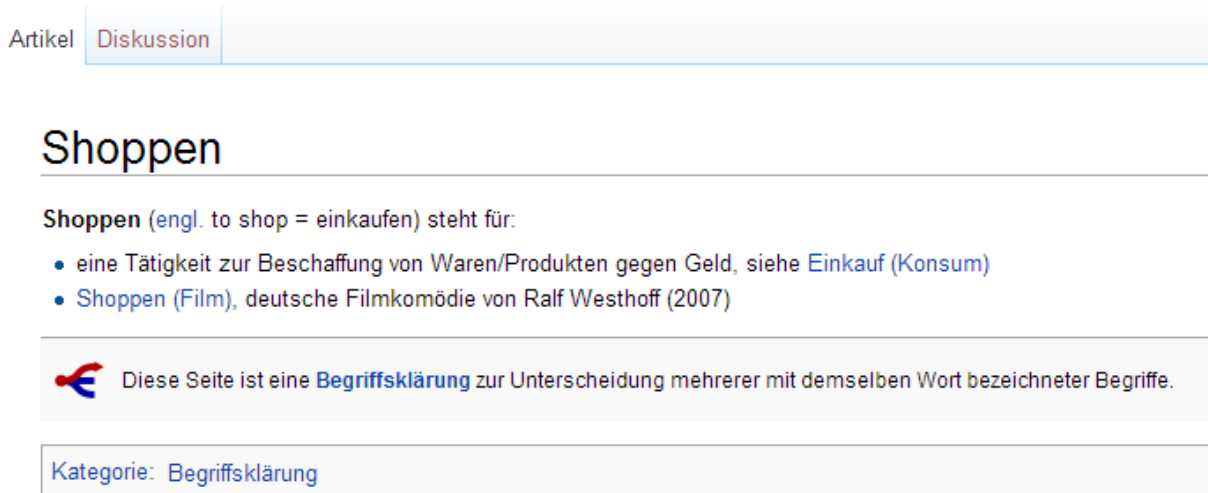 Artikel Diskussion
Shoppen
Shoppen (engl. to shop = einkaufen) steht für:
eine Tätigkeit zur Beschaffung von Waren/Produkten gegen Geld, siehe Einkauf (Konsum)
Shoppen (Film), deutsche Filmkomödie von Ralf Westhoff (2007)
Diese Seite ist eine Begriffsklärung zur Unterscheidung mehrerer mit demselben Wort bezeichneter Begriffe.
Kategorie: Begriffsklärung